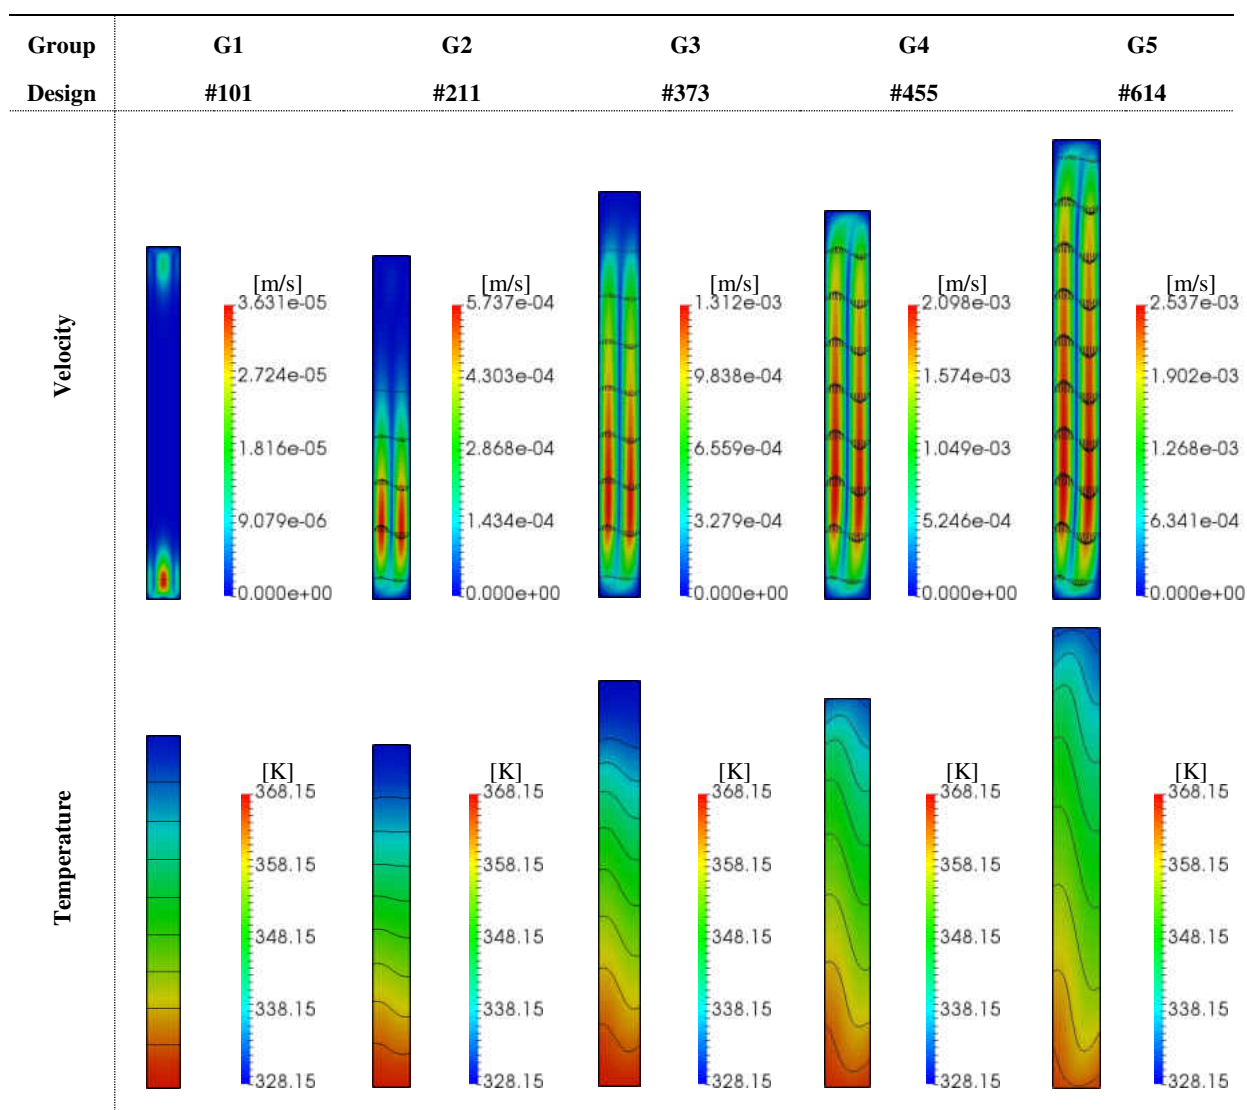 Group G1 G2 G3 G4 G5
Design #101 #211 #373 #455 #614
Velocity
[m/s] [m/s] [m/s] [m/s] [m/s]
3.631e-05 5.737e-04 1.312e-03 2.098e-03 2.537e-03
2.724e-05 4.303e-04 9.838e-04 1.574e-03 1.902e-03
1.816e-05 2.868e-04 6.559e-04 1.049e-03 1.268e-03
9.079e-06 1.434e-04 3.279e-04 5.246e-04 6.341e-04
0.000e+00 0.000e+00 0.000e+00 0.000e+00 0.000e+00
Temperature
[K] [K] [K] [K] [K]
368.15 368.15 368.15 368.15 368.15
358.15 358.15 358.15 358.15 358.15
348.15 348.15 348.15 348.15 348.15
338.15 338.15 338.15 338.15 338.15
328.15 328.15 328.15 328.15 328.15